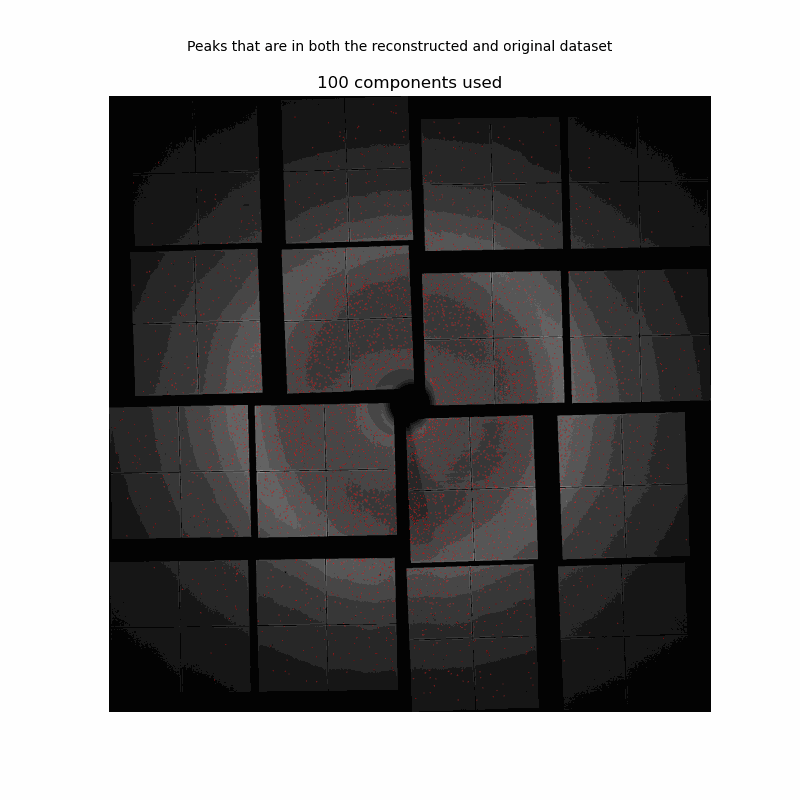 Peaks that are in both the reconstructed and original dataset
100 components used